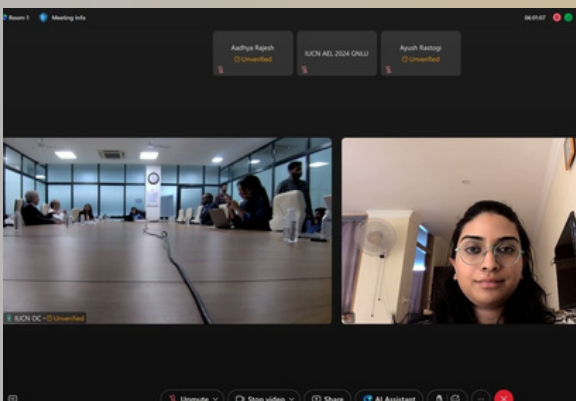 Room-1 Meeting Info 06:01:07
Aadhya Rajesh
Unverified
IUCN AEL 2024 GNLU
Ayush Rastogi
Unverified
IUCN OC - Unverified
Unmute Stop video Share AI Assistant